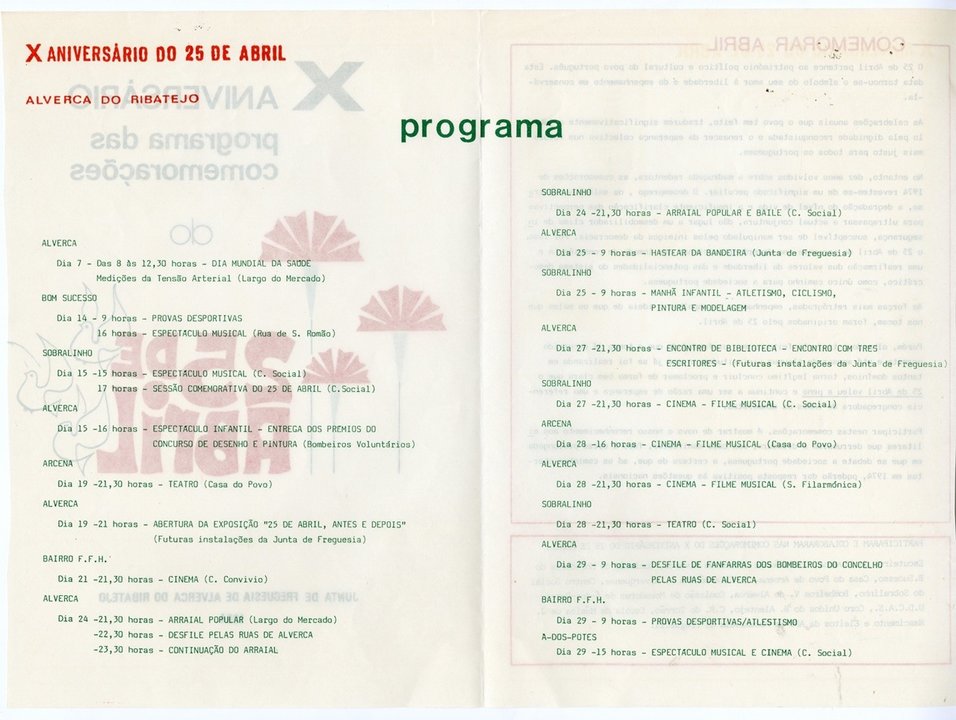 X ANIVERSÁRIO DO 25 DE ABRIL
ALVERCA DO RIBATEJO
programa
ALVERCA
Dia 7 - Das 8 às 12,30 horas - DIA MUNDIAL DA SAÚDE
Medições da Tensão Arterial (Largo do Mercado)
BOM SUCESSO
Dia 14 - 9 horas - PROVAS DESPORTIVAS
16 horas - ESPECTACULO MUSICAL (Rua de S. Romão)
SOBRALINHO
Dia 15 -15 horas - ESPECTACULO MUSICAL (C. Social)
17 horas - SESSÃO COMEMORATIVA DO 25 DE ABRIL (C.Social)
ALVERCA
Dia 15 -16 horas - ESPECTACULO INFANTIL - ENTREGA DOS PREMIOS DO
CONCURSO DE DESENHO E PINTURA (Bombeiros Voluntários)
ARCENA
Dia 19 -21,30 horas - TEATRO (Casa do Povo)
ALVERCA
Dia 19 -21 horas - ABERTURA DA EXPOSIÇÃO "25 DE ABRIL, ANTES E DEPOIS"
(Futuras instalações da Junta de Freguesia)
BAIRRO F.F.H.
Dia 21 -21,30 horas - CINEMA (C. Convivio)
ALVERCA
Dia 24 -21,30 horas - ARRAIAL POPULAR (Largo do Mercado)
-22,30 horas - DESFILE PELAS RUAS DE ALVERCA
-23,30 horas - CONTINUAÇÃO DO ARRAIAL
SOBRALINHO
Dia 24 -21,30 horas - ARRAIAL POPULAR E BAILE (C. Social)
ALVERCA
Dia 25 - 9 horas - HASTEAR DA BANDEIRA (Junta de Freguesia)
SOBRALINHO
Dia 25 - 9 horas - MANHÃ INFANTIL - ATLETISMO, CICLISMO,
PINTURA E MODELAGEM
ALVERCA
Dia 27 -21,30 horas - ENCONTRO DE BIBLIOTECA - ENCONTRO COM TRES
ESCRITORES - (Futuras instalações da Junta de Freguesia)
SOBRALINHO
Dia 27 -21,30 horas - CINEMA - FILME MUSICAL (C. Social)
ARCENA
Dia 28 -16 horas - CINEMA - FILME MUSICAL (Casa do Povo)
ALVERCA
Dia 28 -21,30 horas - CINEMA - FILME MUSICAL (S. Filarmónica)
SOBRALINHO
Dia 28 -21,30 horas - TEATRO (C. Social)
ALVERCA
Dia 29 - 9 horas - DESFILE DE FANFARRAS DOS BOMBEIROS DO CONCELHO
PELAS RUAS DE ALVERCA
BAIRRO F.F.H.
Dia 29 - 9 horas - PROVAS DESPORTIVAS/ATLESTISMO
A-DOS-POTES
Dia 29 -15 horas - ESPECTACULO MUSICAL E CINEMA (C. Social)